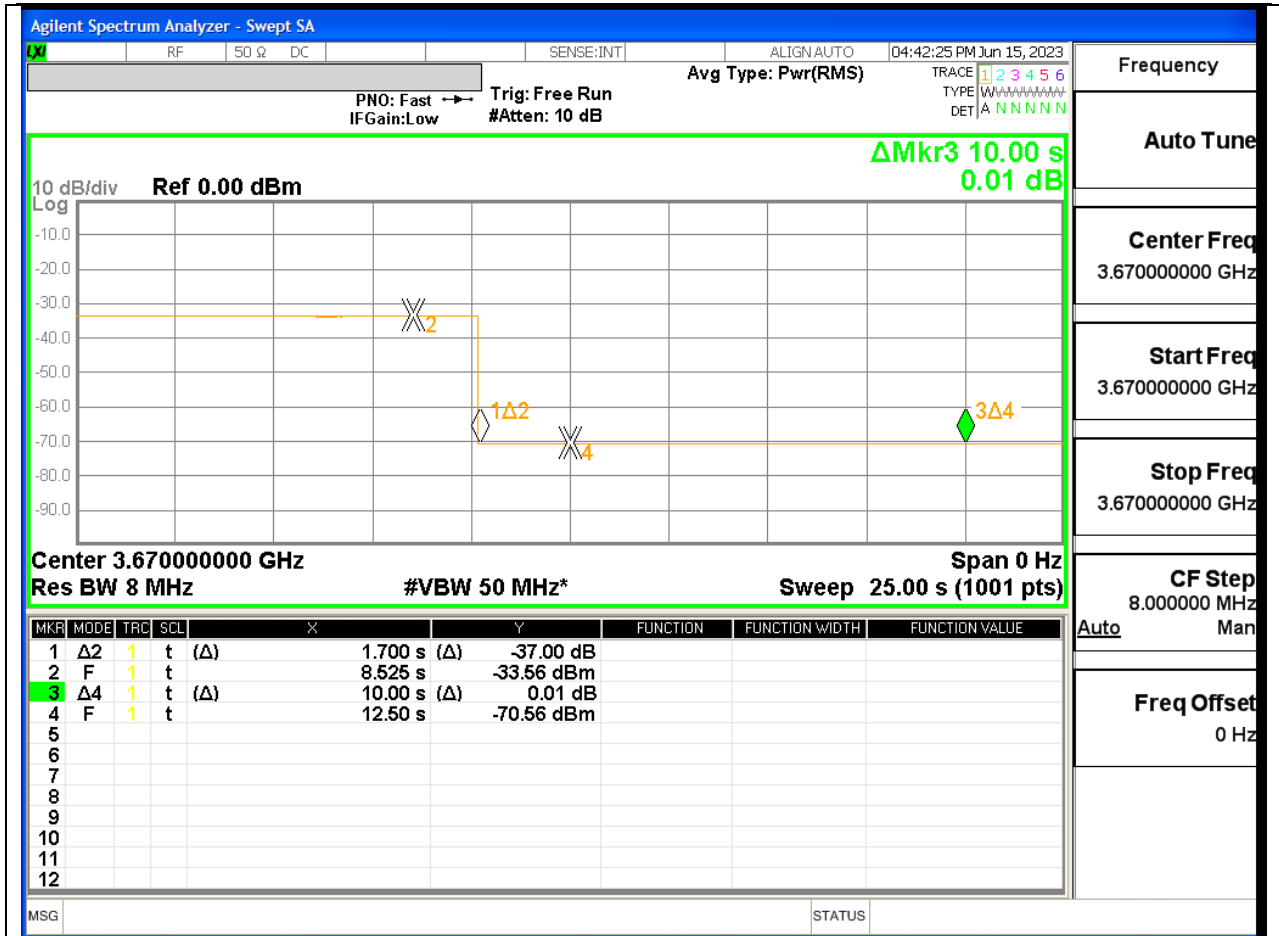 Agilent Spectrum Analyzer - Swept SA
LXI RF 50 Ω DC SENSE:INT ALIGN AUTO 04:42:25 PM Jun 15, 2023
Frequency
Avg Type: Pwr(RMS)
TRACE 1 2 3 4 5 6
PNO: Fast Trig: Free Run
TYPE WWWWWW
IFGain:Low #Atten: 10 dB
DET A N N N N N
Auto Tune
ΔMkr3 10.00 s
0.01 dB
10 dB/div Ref 0.00 dBm
Log
-10.0
-20.0
-30.0
-40.0
-50.0
-60.0
-70.0
-80.0
-90.0
2
1Δ2
3Δ4
4
Center Freq
3.670000000 GHz
Start Freq
3.670000000 GHz
Stop Freq
3.670000000 GHz
Center 3.670000000 GHz Span 0 Hz
Res BW 8 MHz #VBW 50 MHz* Sweep 25.00 s (1001 pts)
CF Step
8.000000 MHz
Auto Man
Freq Offset
0 Hz
MKR MODE TRC SCL X Y FUNCTION FUNCTION WIDTH FUNCTION VALUE
1 Δ2 1 t (Δ) 1.700 s (Δ) -37.00 dB
2 F 1 t 8.525 s -33.56 dBm
3 Δ4 1 t (Δ) 10.00 s (Δ) 0.01 dB
4 F 1 t 12.50 s -70.56 dBm
5
6
7
8
9
10
11
12
MSG STATUS